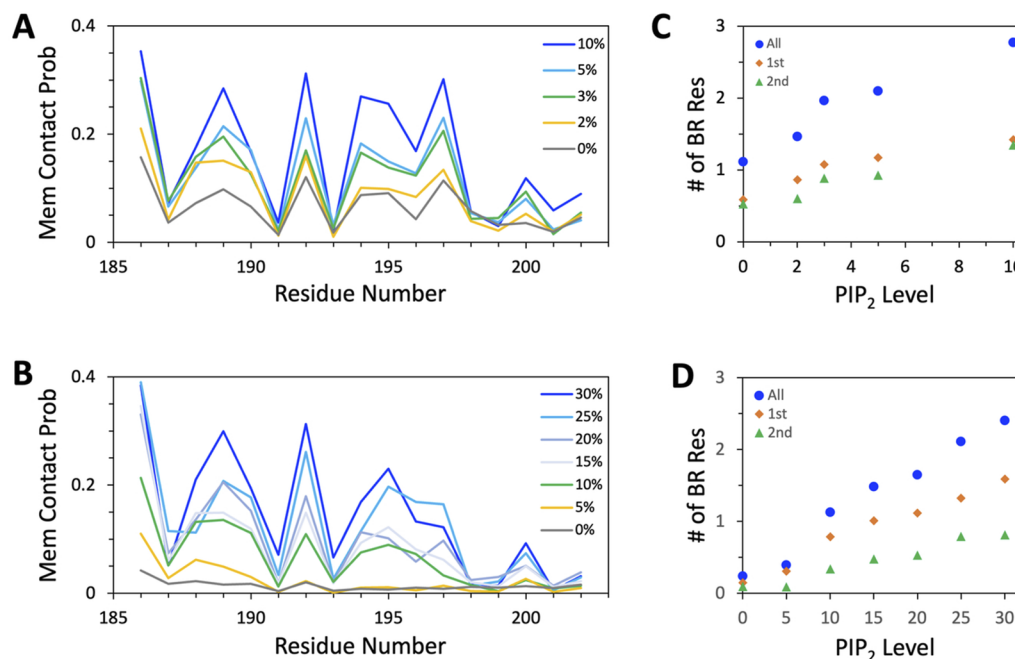 A
0.4
0.2
0
Mem Contact Prob
10%
5%
3%
2%
0%
185
190
195
200
Residue Number
C
3
2
1
0
# of BR Res
All
1st
2nd
0
2
4
6
8
10
PIP₂ Level
B
0.4
0.2
0
Mem Contact Prob
30%
25%
20%
15%
10%
5%
0%
185
190
195
200
Residue Number
D
3
2
1
0
# of BR Res
All
1st
2nd
0
5
10
15
20
25
30
PIP₂ Level